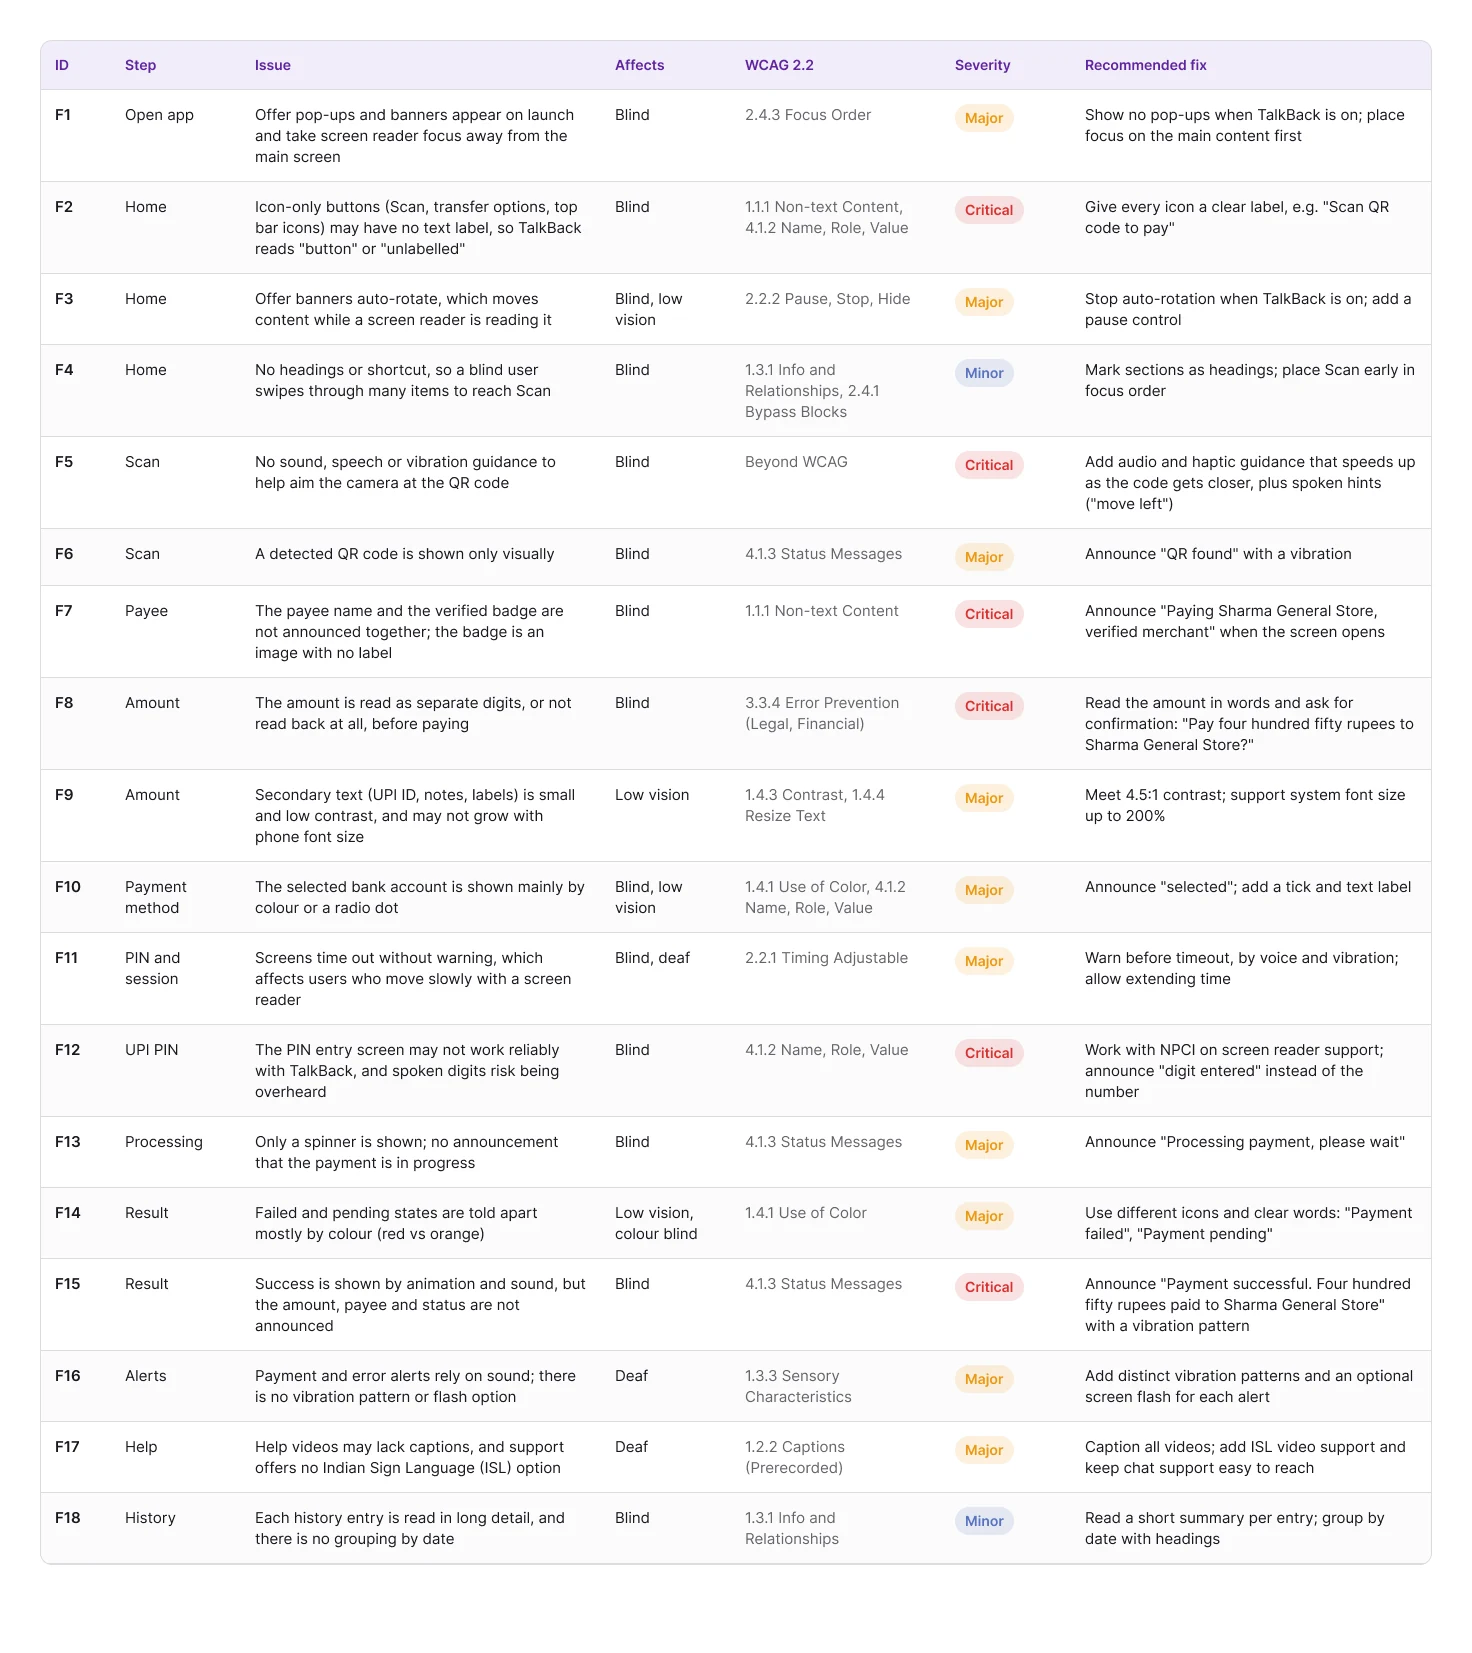 ID Step Issue Affects WCAG 2.2 Severity Recommended fix
F1 Open app Offer pop-ups and banners appear on launch Blind 2.4.3 Focus Order Major Show no pop-ups when TalkBack is on; place
and take screen reader focus away from the focus on the main content first
main screen
F2 Home Icon-only buttons (Scan, transfer options, top Blind 1.1.1 Non-text Content, Critical Give every icon a clear label, e.g. "Scan QR
bar icons) may have no text label, so TalkBack 4.1.2 Name, Role, Value code to pay"
reads "button" or "unlabelled"
F3 Home Offer banners auto-rotate, which moves Blind, low 2.2.2 Pause, Stop, Hide Major Stop auto-rotation when TalkBack is on; add a
content while a screen reader is reading it vision pause control
F4 Home No headings or shortcut, so a blind user Blind 1.3.1 Info and Minor Mark sections as headings; place Scan early in
swipes through many items to reach Scan Relationships, 2.4.1 focus order
Bypass Blocks
F5 Scan No sound, speech or vibration guidance to Blind Beyond WCAG Critical Add audio and haptic guidance that speeds up
help aim the camera at the QR code as the code gets closer, plus spoken hints
("move left")
F6 Scan A detected QR code is shown only visually Blind 4.1.3 Status Messages Major Announce "QR found" with a vibration
F7 Payee The payee name and the verified badge are Blind 1.1.1 Non-text Content Critical Announce "Paying Sharma General Store,
not announced together; the badge is an verified merchant" when the screen opens
image with no label
F8 Amount The amount is read as separate digits, or not Blind 3.3.4 Error Prevention Critical Read the amount in words and ask for
read back at all, before paying (Legal, Financial) confirmation: "Pay four hundred fifty rupees to
Sharma General Store?"
F9 Amount Secondary text (UPI ID, notes, labels) is small Low vision 1.4.3 Contrast, 1.4.4 Major Meet 4.5:1 contrast; support system font size
and low contrast, and may not grow with Resize Text up to 200%
phone font size
F10 Payment The selected bank account is shown mainly by Blind, low 1.4.1 Use of Color, 4.1.2 Major Announce "selected"; add a tick and text label
method colour or a radio dot vision Name, Role, Value
F11 PIN and Screens time out without warning, which Blind, deaf 2.2.1 Timing Adjustable Major Warn before timeout, by voice and vibration;
session affects users who move slowly with a screen allow extending time
reader
F12 UPI PIN The PIN entry screen may not work reliably Blind 4.1.2 Name, Role, Value Critical Work with NPCI on screen reader support;
with TalkBack, and spoken digits risk being announce "digit entered" instead of the
overheard number
F13 Processing Only a spinner is shown; no announcement Blind 4.1.3 Status Messages Major Announce "Processing payment, please wait"
that the payment is in progress
F14 Result Failed and pending states are told apart Low vision, 1.4.1 Use of Color Major Use different icons and clear words: "Payment
mostly by colour (red vs orange) colour blind failed", "Payment pending"
F15 Result Success is shown by animation and sound, but Blind 4.1.3 Status Messages Critical Announce "Payment successful. Four hundred
the amount, payee and status are not fifty rupees paid to Sharma General Store"
announced with a vibration pattern
F16 Alerts Payment and error alerts rely on sound; there Deaf 1.3.3 Sensory Major Add distinct vibration patterns and an optional
is no vibration pattern or flash option Characteristics screen flash for each alert
F17 Help Help videos may lack captions, and support Deaf 1.2.2 Captions Major Caption all videos; add ISL video support and
offers no Indian Sign Language (ISL) option (Prerecorded) keep chat support easy to reach
F18 History Each history entry is read in long detail, and Blind 1.3.1 Info and Minor Read a short summary per entry; group by
there is no grouping by date Relationships date with headings